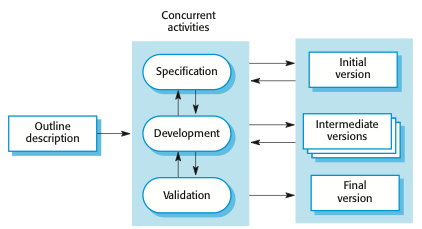 Concurrent
activities
Specification
Initial
version
Outline
description
Development
Intermediate
versions
Validation
Final
version